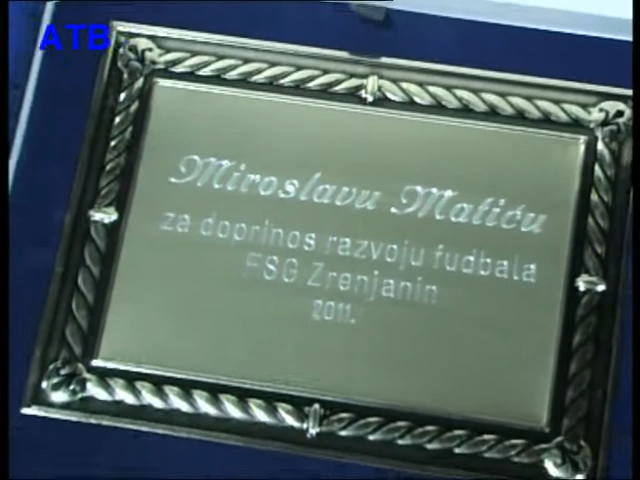 ATB
Miroslavu Matiću
za doprinos razvoju fudbala
FSG Zrenjanin
2011.